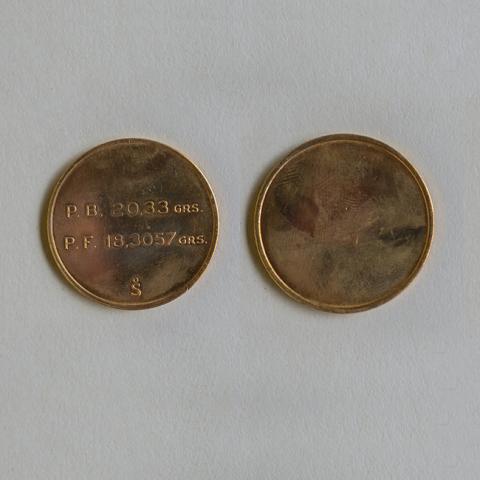 P. B. 20,33 GRS.
P. F. 18,3057 GRS.
S̊